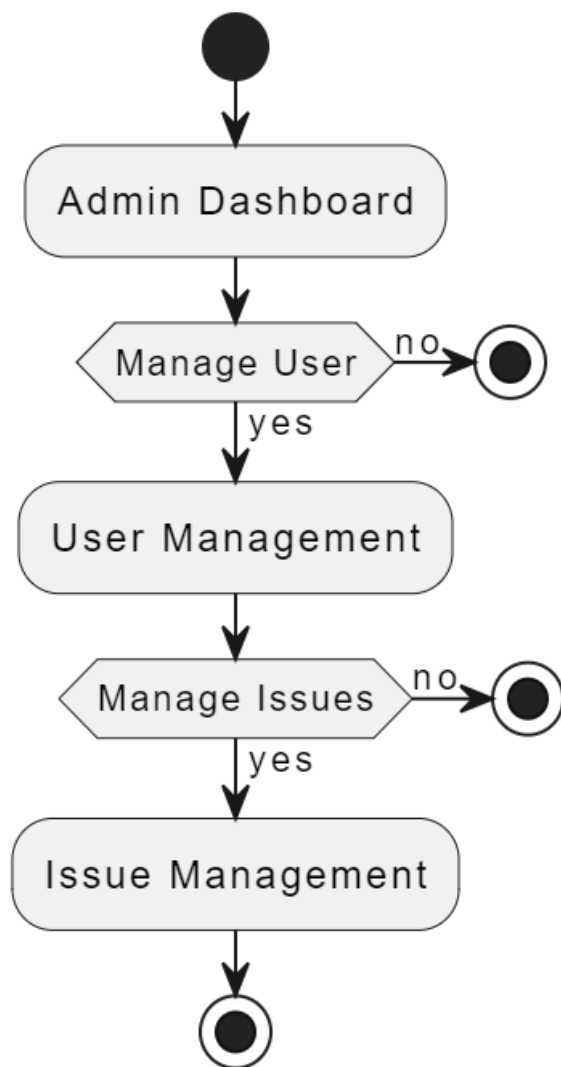 Admin Dashboard
Manage User
no
yes
User Management
Manage Issues
no
yes
Issue Management